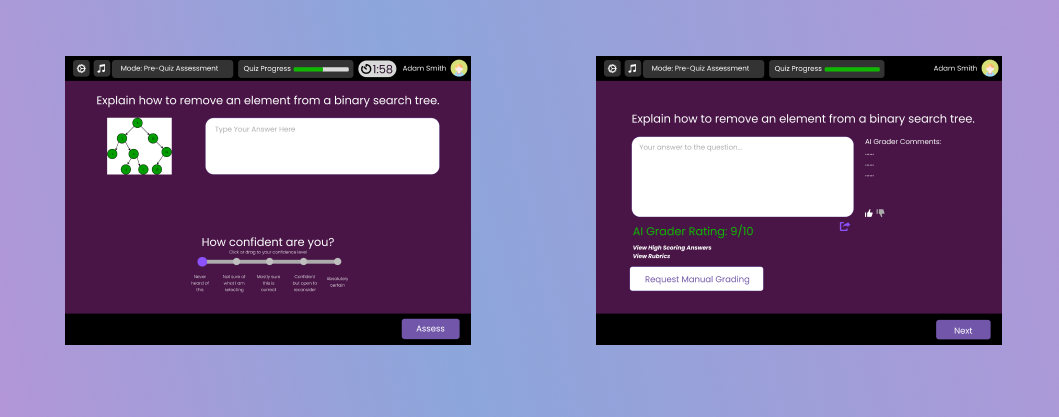 Mode: Pre-Quiz Assessment
Quiz Progress
1:58
Adam Smith
Explain how to remove an element from a binary search tree.
Type Your Answer Here
How confident are you?
Click or drag to your confidence level
Never
heard of
this
Not sure of
what I am
selecting
Mostly sure
this is
correct
Confident
but open to
reconsider
Absolutely
certain
Assess
Mode: Pre-Quiz Assessment
Quiz Progress
Adam Smith
Explain how to remove an element from a binary search tree.
Your answer to the question...
AI Grader Comments:
.....
.....
.....
AI Grader Rating: 9/10
View High Scoring Answers
View Rubrics
Request Manual Grading
Next